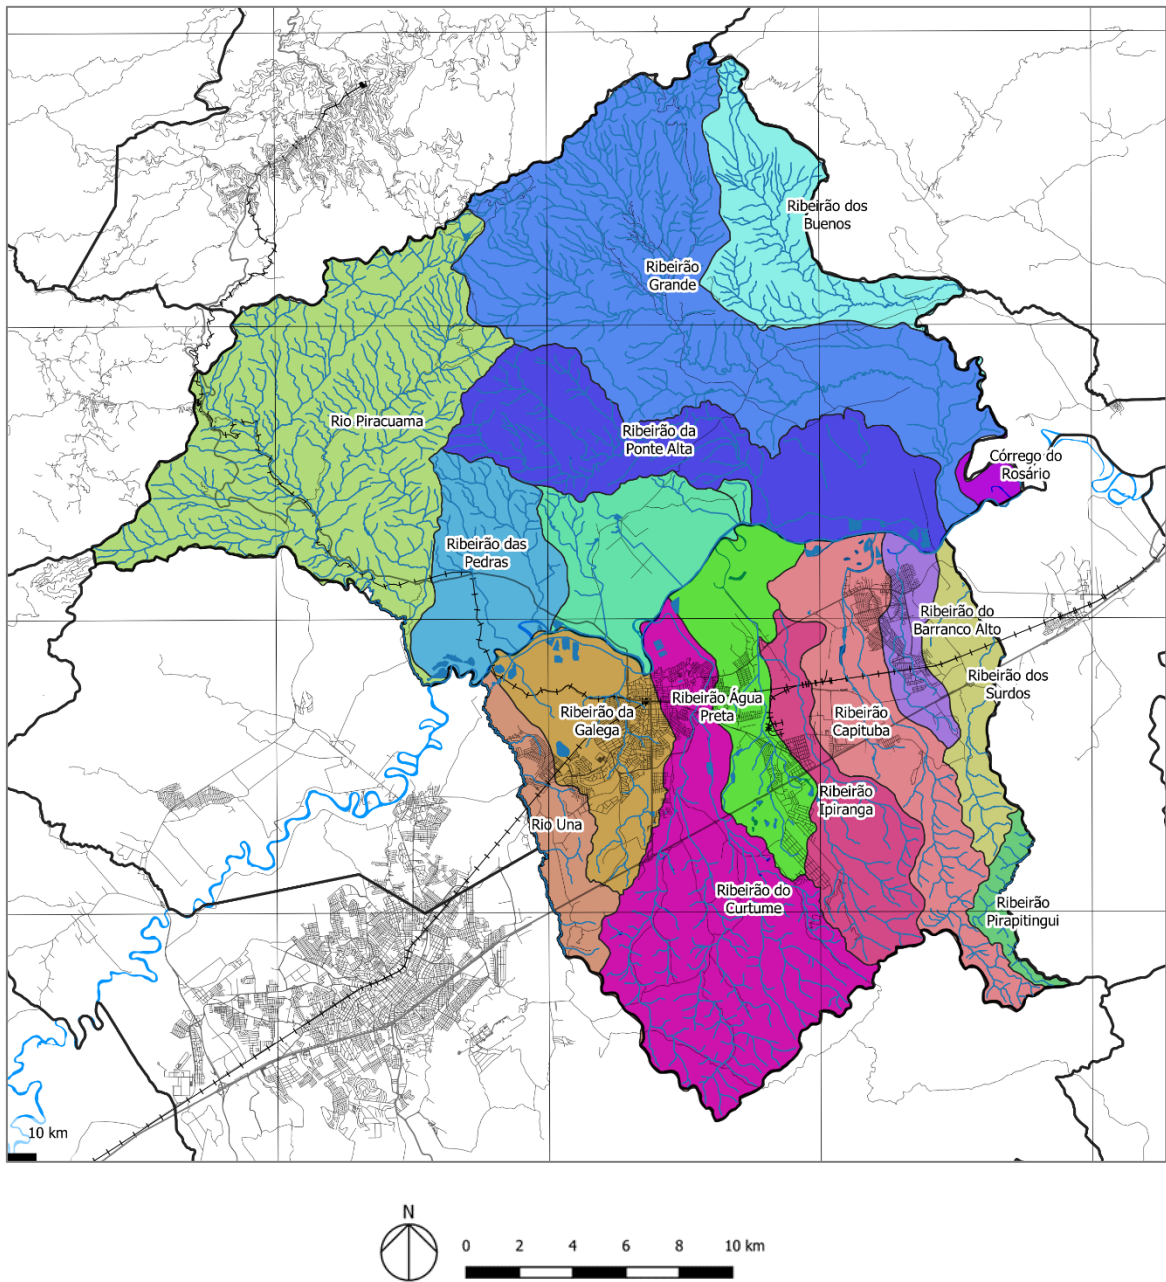 Ribeirão dos
Buenos
Ribeirão
Grande
Rio Piracuama
Ribeirão da
Ponte Alta
Córrego do
Rosário
Ribeirão das
Pedras
Ribeirão do
Barranco Alto
Ribeirão dos
Surdos
Ribeirão Água
Preta
Ribeirão da
Galega
Ribeirão
Capituba
Ribeirão
Ipiranga
Rio Una
Ribeirão do
Curtume
Ribeirão
Pirapitingui
10 km
N
0 2 4 6 8 10 km